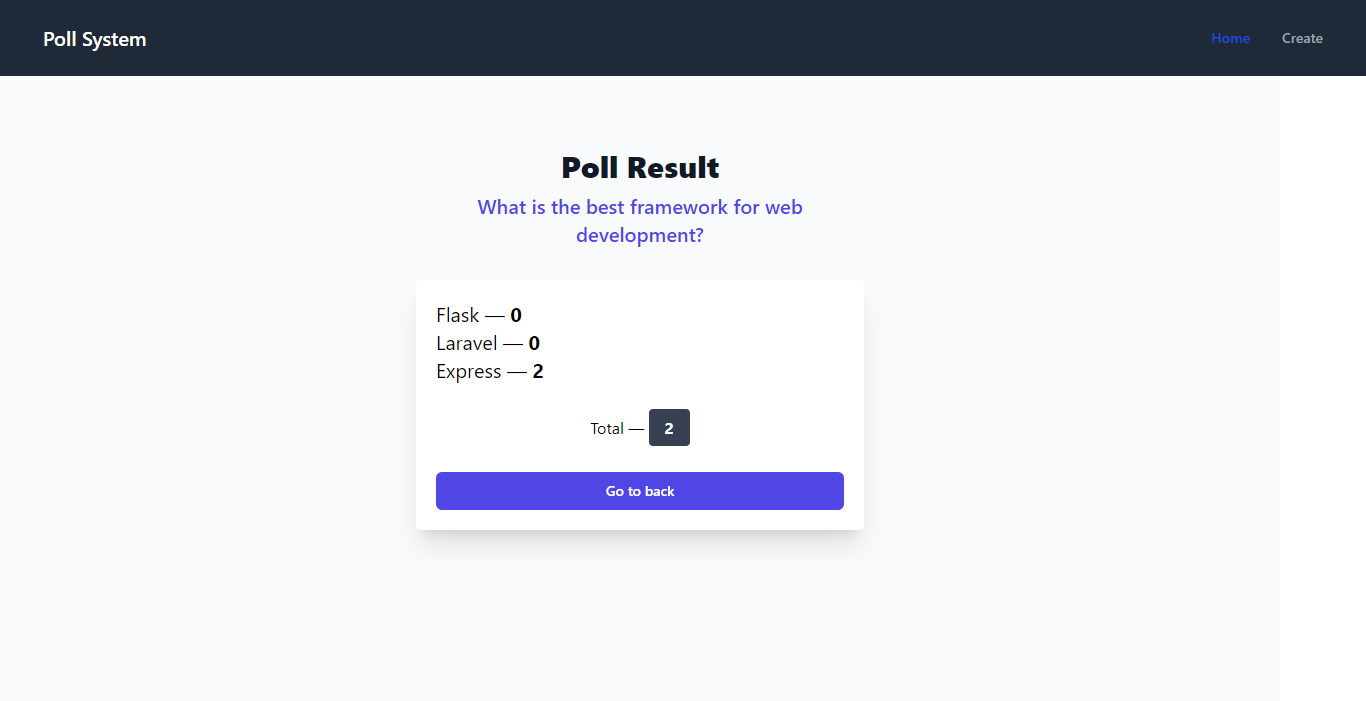 Poll System
Home
Create
Poll Result
What is the best framework for web
development?
Flask — 0
Laravel — 0
Express — 2
Total — 2
Go to back